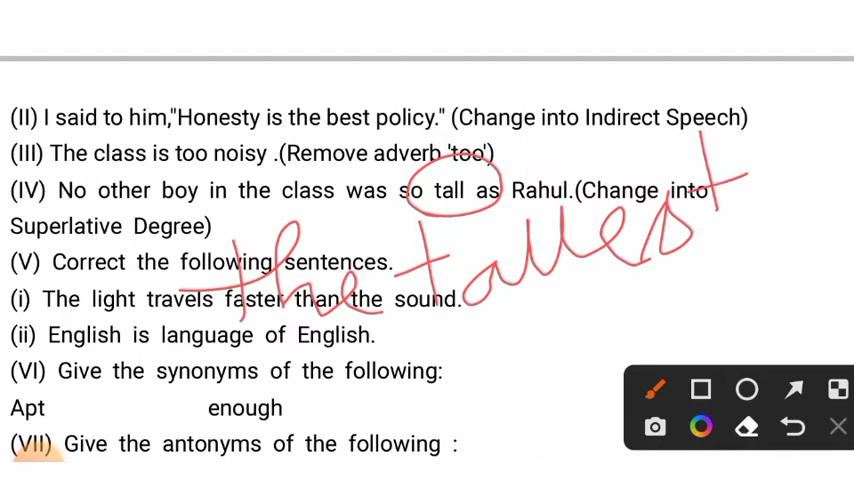 (II) I said to him,"Honesty is the best policy." (Change into Indirect Speech)
(III) The class is too noisy .(Remove adverb 'too')
(IV) No other boy in the class was so tall as Rahul.(Change into
Superlative Degree)
the tallest
(V) Correct the following sentences.
(i) The light travels faster than the sound.
(ii) English is language of English.
(VI) Give the synonyms of the following:
Apt enough
(VII) Give the antonyms of the following :